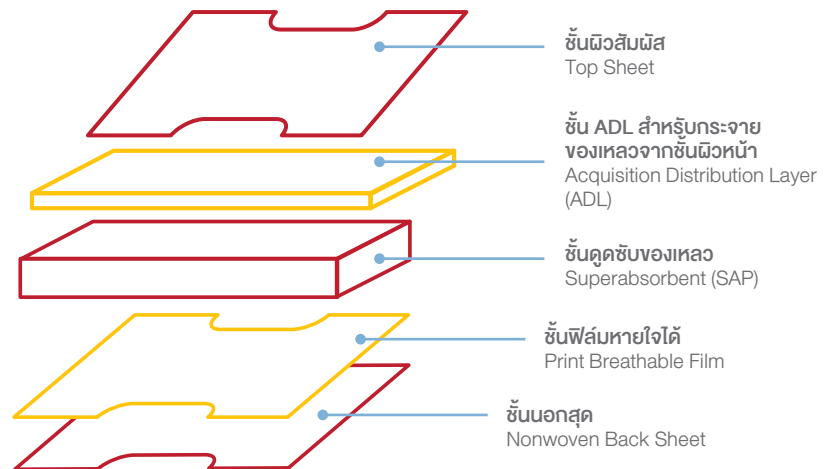 ชั้นผิวสัมผัส
Top Sheet
ชั้น ADL สำหรับกระจาย
ของเหลวจากชั้นผิวหน้า
Acquisition Distribution Layer
(ADL)
ชั้นดูดซับของเหลว
Superabsorbent (SAP)
ชั้นฟิล์มหายใจได้
Print Breathable Film
ชั้นนอกสุด
Nonwoven Back Sheet